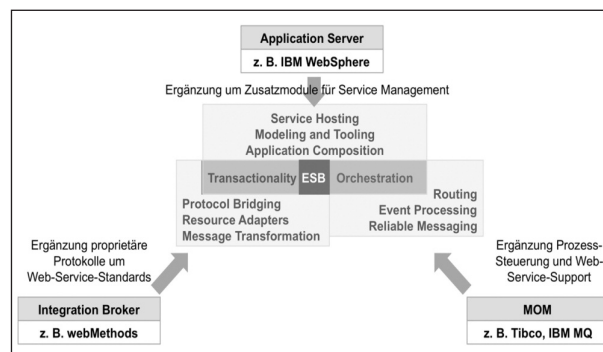 Application Server
z. B. IBM WebSphere
Ergänzung um Zusatzmodule für Service Management
Service Hosting
Modeling and Tooling
Application Composition
Transactionality ESB Orchestration
Protocol Bridging
Resource Adapters
Message Transformation
Routing
Event Processing
Reliable Messaging
Ergänzung proprietäre
Protokolle um
Web-Service-Standards
Ergänzung Prozess-
Steuerung und Web-
Service-Support
Integration Broker
z. B. webMethods
MOM
z. B. Tibco, IBM MQ